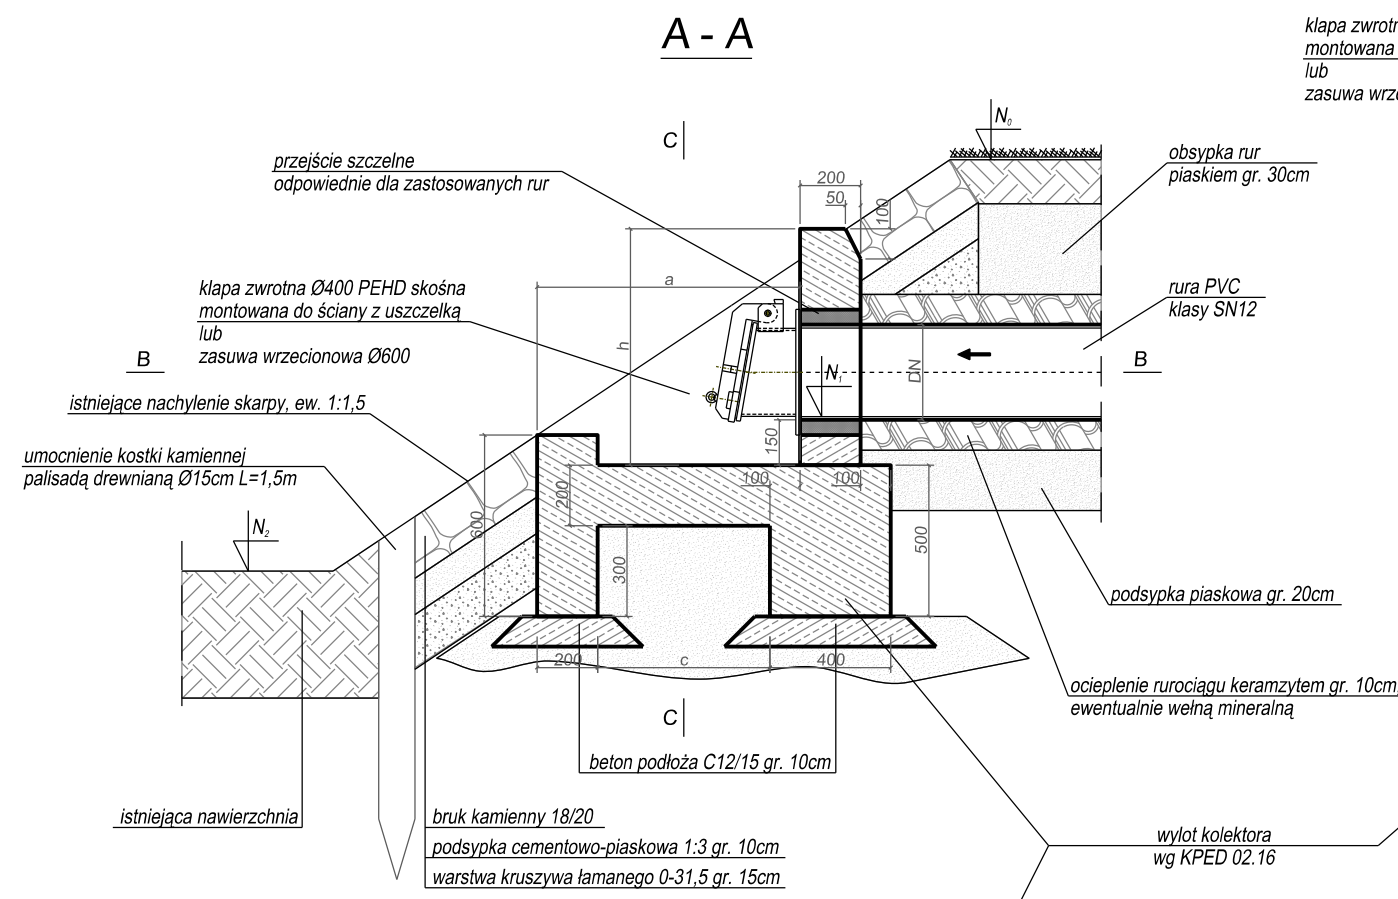 A - A
klapa zwrotn
montowana
lub
zasuwa wrze
N₀
C
przejście szczelne
odpowiednie dla zastosowanych rur
200
50
100
obsypka rur
piaskiem gr. 30cm
a
klapa zwrotna Ø400 PEHD skośna
montowana do ściany z uszczelką
lub
zasuwa wrzecionowa Ø600
rura PVC
klasy SN12
h
B
N₁
DN
B
istniejące nachylenie skarpy, ew. 1:1,5
150
umocnienie kostki kamiennej
palisadą drewnianą Ø15cm L=1,5m
100
100
200
600
N₂
500
300
podsypka piaskowa gr. 20cm
200
c
400
ocieplenie rurociągu keramzytem gr. 10cm,
ewentualnie wełną mineralną
C
beton podłoża C12/15 gr. 10cm
istniejąca nawierzchnia
bruk kamienny 18/20
podsypka cementowo-piaskowa 1:3 gr. 10cm
warstwa kruszywa łamanego 0-31,5 gr. 15cm
wylot kolektora
wg KPED 02.16